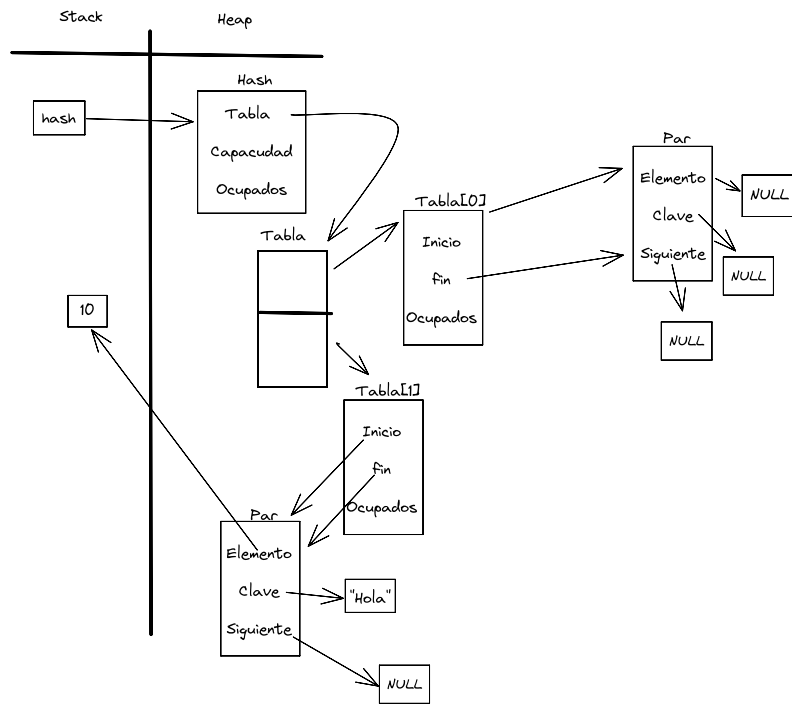 Stack
Heap
Hash
hash
Tabla
Capacudad
Ocupados
Tabla
Tabla[0]
Inicio
fin
Ocupados
Par
Elemento
Clave
Siguiente
NULL
NULL
NULL
10
Tabla[1]
Inicio
fin
Ocupados
Par
Elemento
Clave
Siguiente
"Hola"
NULL